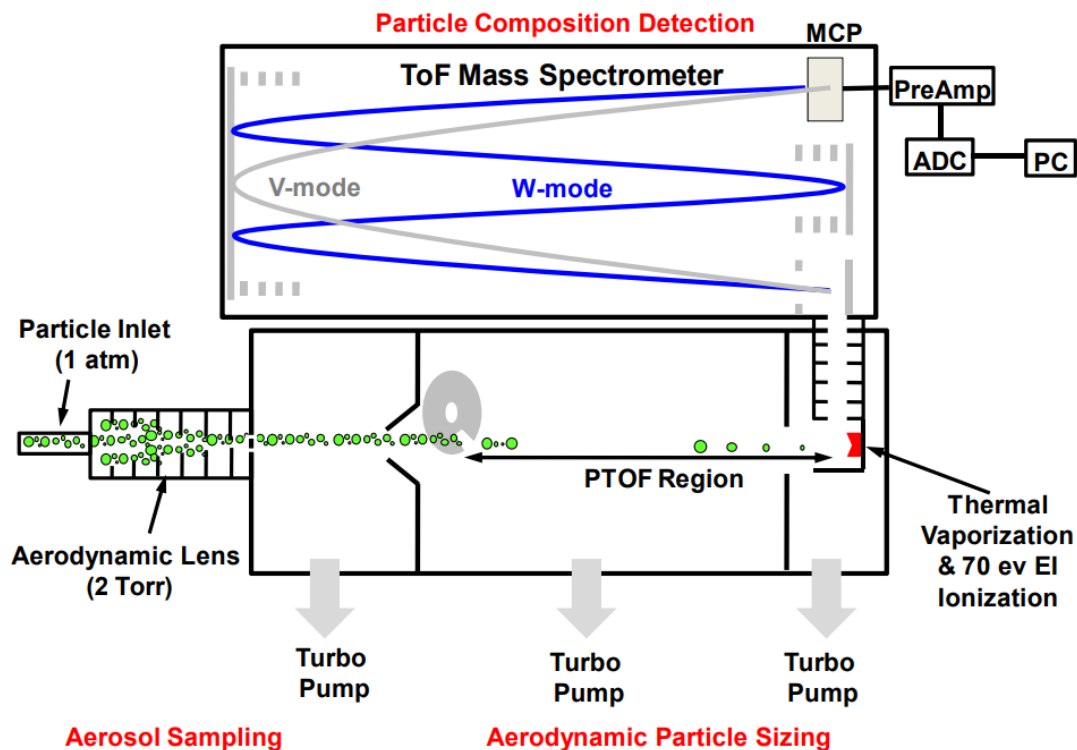 Particle Composition Detection
MCP
ToF Mass Spectrometer
PreAmp
ADC
PC
V-mode
W-mode
Particle Inlet
(1 atm)
PTOF Region
Aerodynamic Lens
(2 Torr)
Thermal
Vaporization
& 70 ev EI
Ionization
Turbo
Pump
Turbo
Pump
Turbo
Pump
Aerosol Sampling
Aerodynamic Particle Sizing